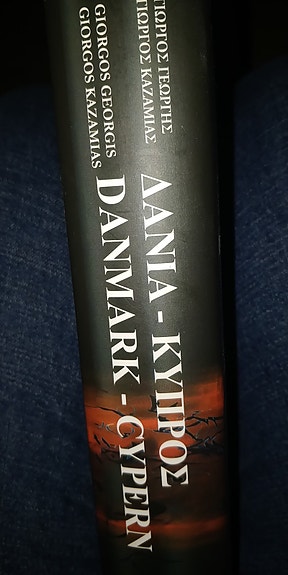 ΓΙΩΡΓΟΣ ΓΕΩΡΓΗΣ
ΓΙΩΡΓΟΣ ΚΑΖΑΜΙΑΣ
GIORGOS GEORGIS
GIORGOS KAZAMIAS
ΔΑΝΙΑ - ΚΥΠΡΟΣ
DANMARK - CYPERN